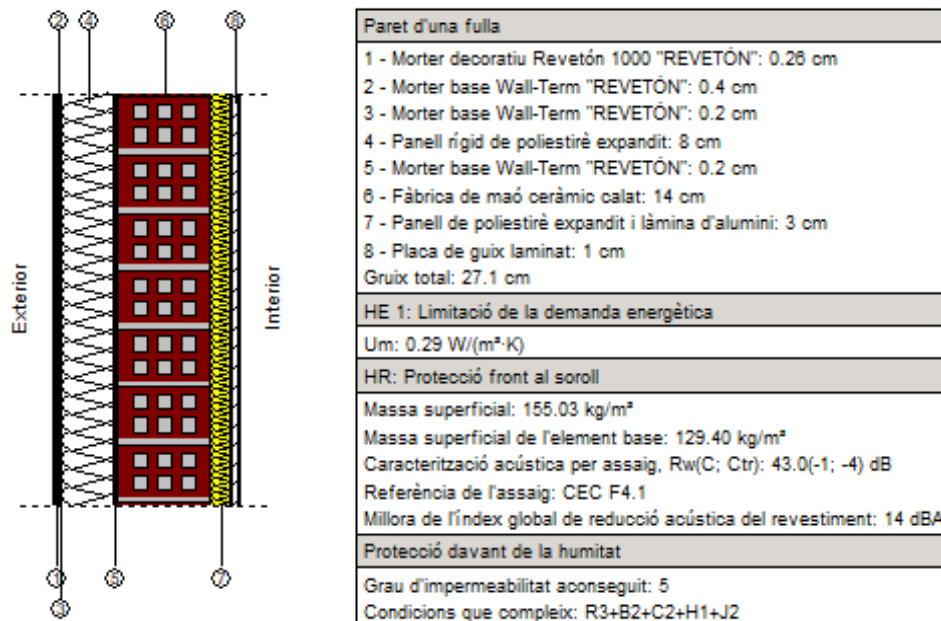 2 4 6 8
Exterior
Interior
1 5 7
3
Paret d'una fulla
1 - Morter decoratiu Revetón 1000 "REVETÓN": 0.26 cm
2 - Morter base Wall-Term "REVETÓN": 0.4 cm
3 - Morter base Wall-Term "REVETÓN": 0.2 cm
4 - Panell rígid de poliestirè expandit: 8 cm
5 - Morter base Wall-Term "REVETÓN": 0.2 cm
6 - Fàbrica de maó ceràmic calat: 14 cm
7 - Panell de poliestirè expandit i làmina d'alumini: 3 cm
8 - Placa de guix laminat: 1 cm
Gruix total: 27.1 cm
HE 1: Limitació de la demanda energètica
Um: 0.29 W/(m²·K)
HR: Protecció front al soroll
Massa superficial: 155.03 kg/m²
Massa superficial de l'element base: 129.40 kg/m²
Caracterització acústica per assaig, Rw(C; Ctr): 43.0(-1; -4) dB
Referència de l'assaig: CEC F4.1
Millora de l'índex global de reducció acústica del revestiment: 14 dBA
Protecció davant de la humitat
Grau d'impermeabilitat aconseguit: 5
Condicions que compleix: R3+B2+C2+H1+J2